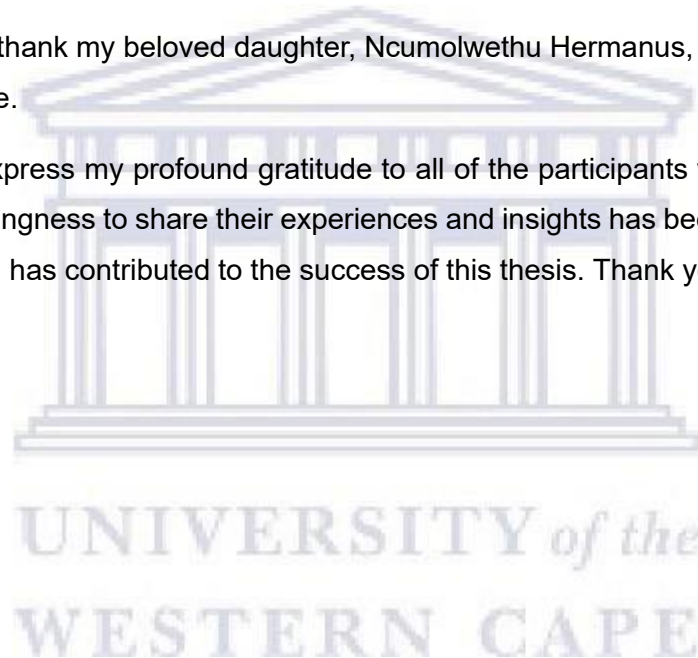 thank my beloved daughter, Ncumolwethu Hermanus,
e.
xpress my profound gratitude to all of the participants
ngness to share their experiences and insights has bee
has contributed to the success of this thesis. Thank y
UNIVERSITY of the
WESTERN CAPE